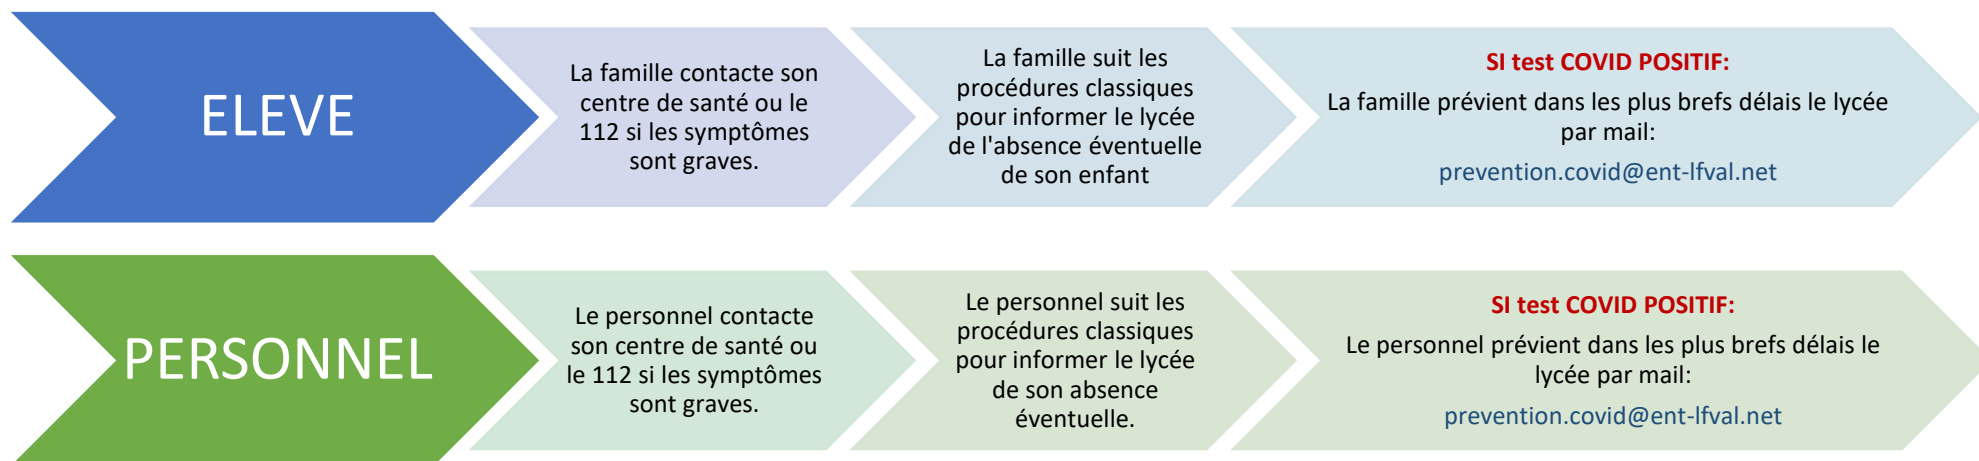 ELEVE
La famille contacte son
centre de santé ou le
112 si les symptômes
sont graves.
La famille suit les
procédures classiques
pour informer le lycée
de l'absence éventuelle
de son enfant
SI test COVID POSITIF:
La famille prévient dans les plus brefs délais le lycée
par mail:
prevention.covid@ent-lfval.net
PERSONNEL
Le personnel contacte
son centre de santé ou
le 112 si les symptômes
sont graves.
Le personnel suit les
procédures classiques
pour informer le lycée
de son absence
éventuelle.
SI test COVID POSITIF:
Le personnel prévient dans les plus brefs délais le
lycée par mail:
prevention.covid@ent-lfval.net